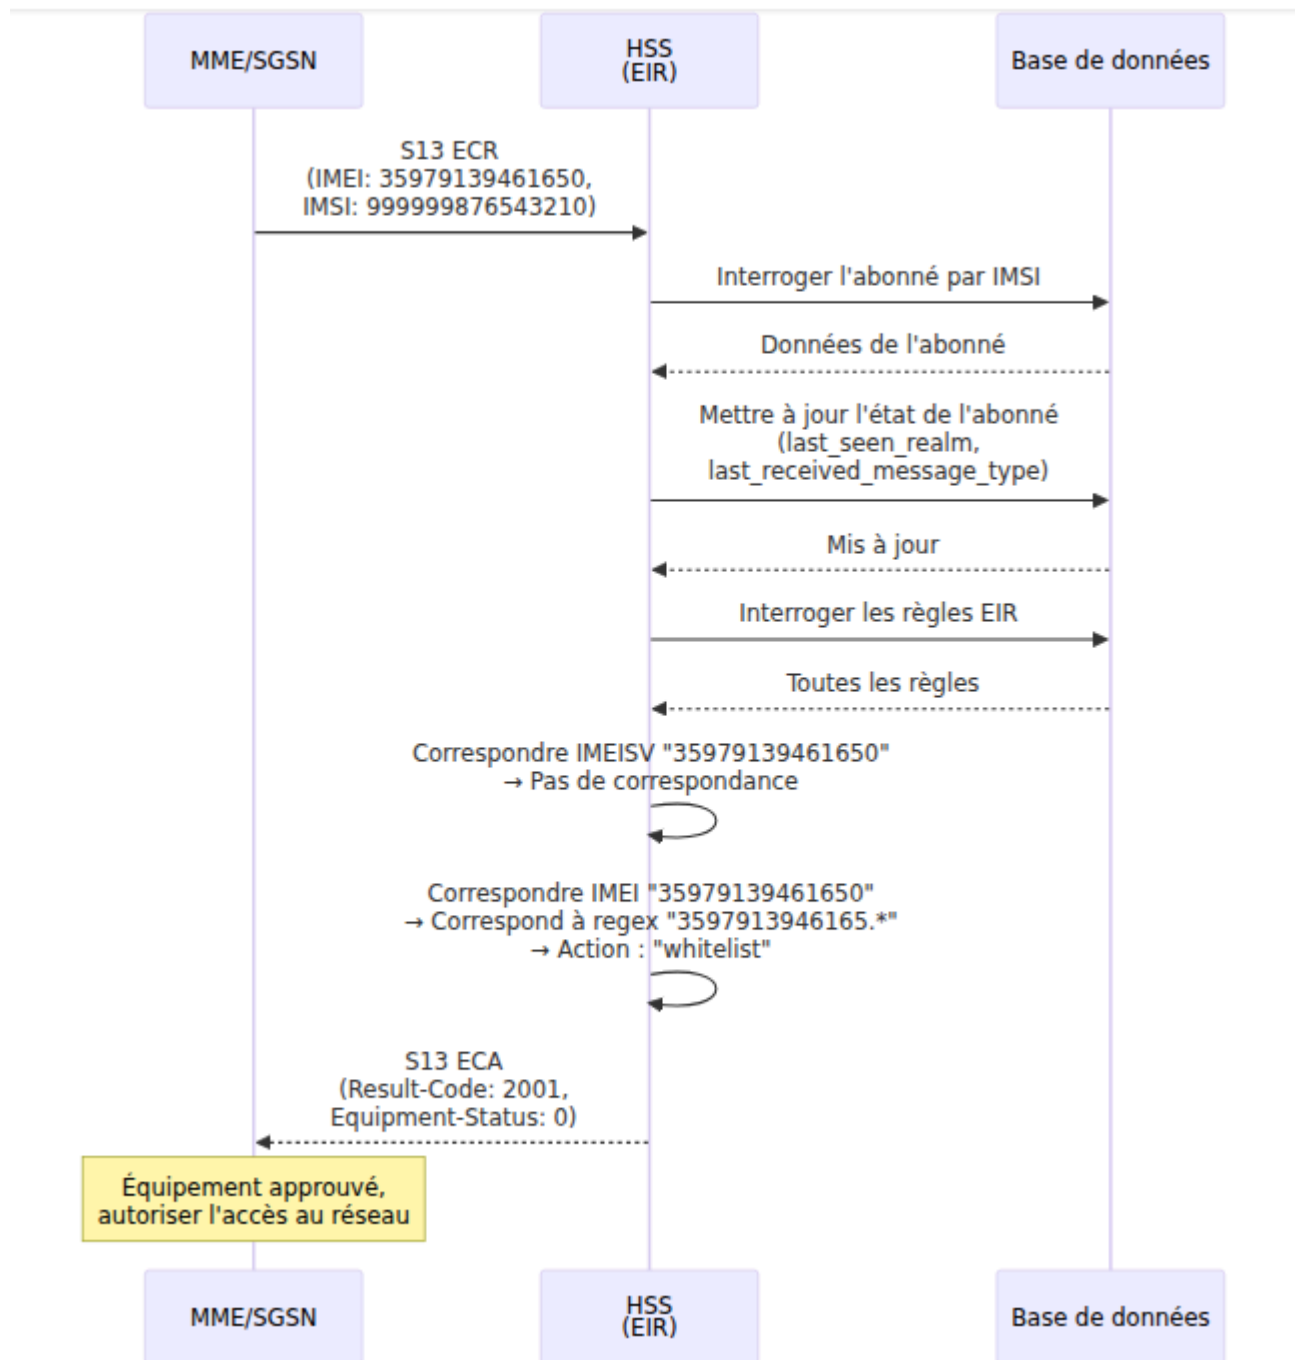 MME/SGSN
HSS
(EIR)
Base de données
S13 ECR
(IMEI: 35979139461650,
IMSI: 999999876543210)
Interroger l'abonné par IMSI
Données de l'abonné
Mettre à jour l'état de l'abonné
(last_seen_realm,
last_received_message_type)
Mis à jour
Interroger les règles EIR
Toutes les règles
Correspondre IMEISV "35979139461650"
→ Pas de correspondance
Correspondre IMEI "35979139461650"
→ Correspond à regex "3597913946165.*"
→ Action : "whitelist"
S13 ECA
(Result-Code: 2001,
Equipment-Status: 0)
Équipement approuvé,
autoriser l'accès au réseau
MME/SGSN
HSS
(EIR)
Base de données